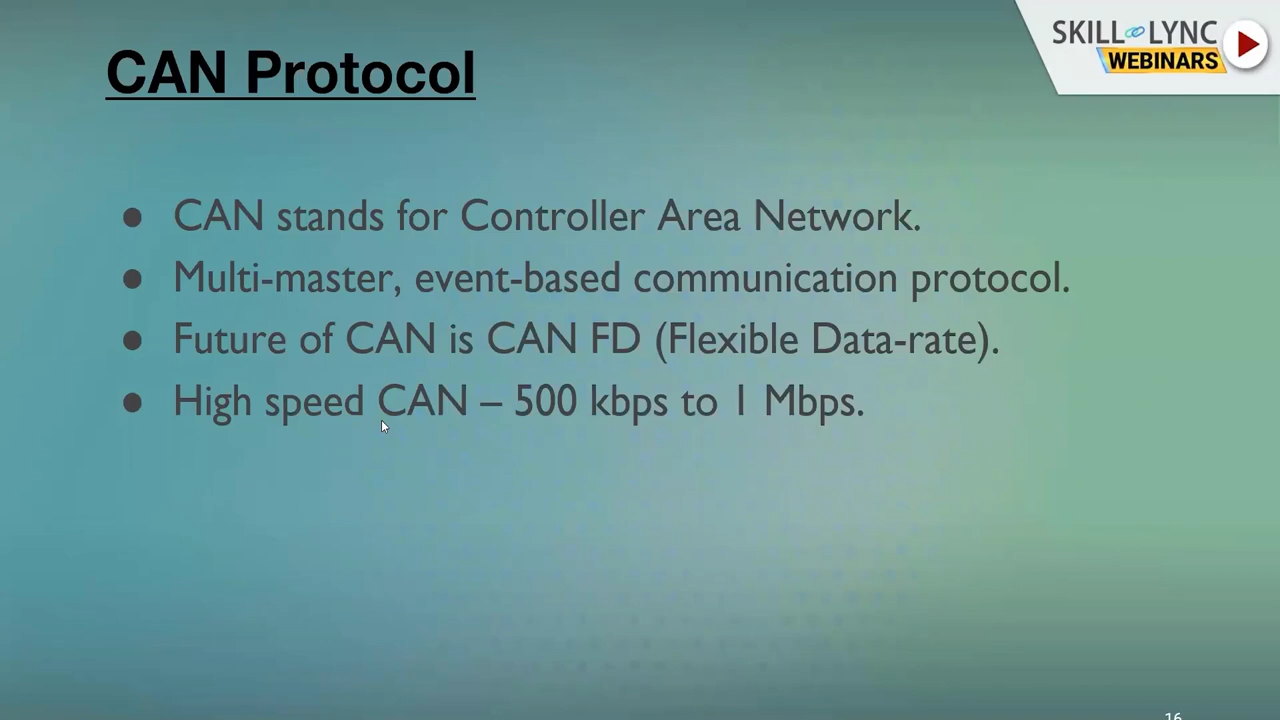 CAN Protocol
SKILL LYNC
WEBINARS
● CAN stands for Controller Area Network.
● Multi-master, event-based communication protocol.
● Future of CAN is CAN FD (Flexible Data-rate).
● High speed CAN – 500 kbps to 1 Mbps.
16